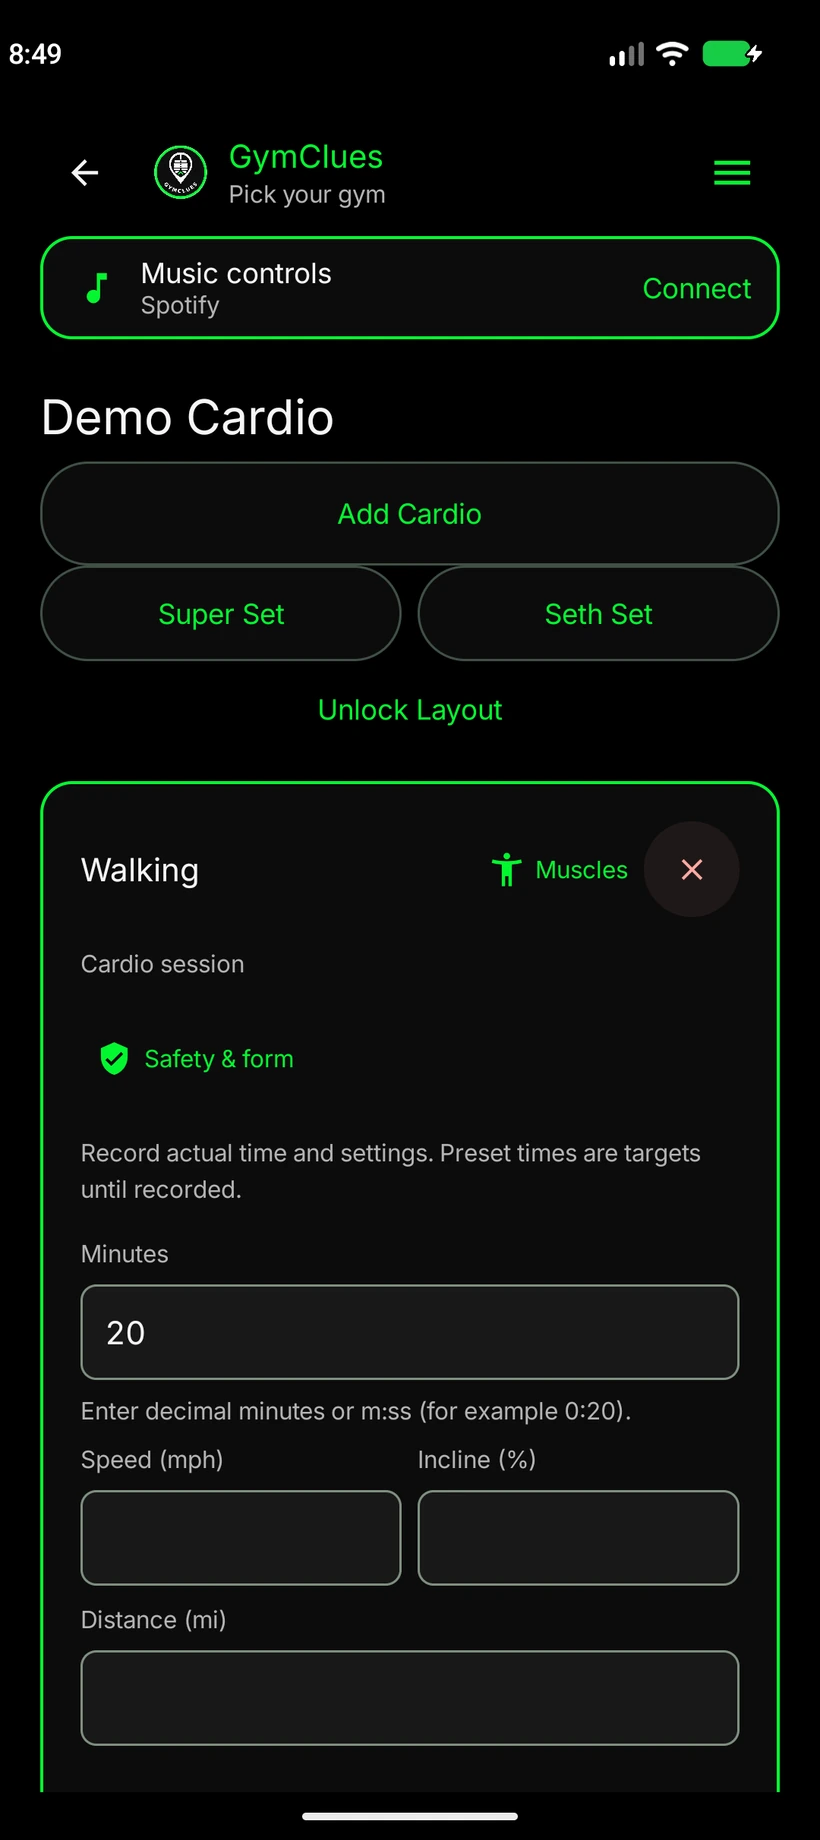 8:49
GymClues
Pick your gym
GYMCLUES
Music controls
Spotify
Connect
Demo Cardio
Add Cardio
Super Set
Seth Set
Unlock Layout
Walking
Muscles
Cardio session
Safety & form
Record actual time and settings. Preset times are targets
until recorded.
Minutes
20
Enter decimal minutes or m:ss (for example 0:20).
Speed (mph)
Incline (%)
Distance (mi)